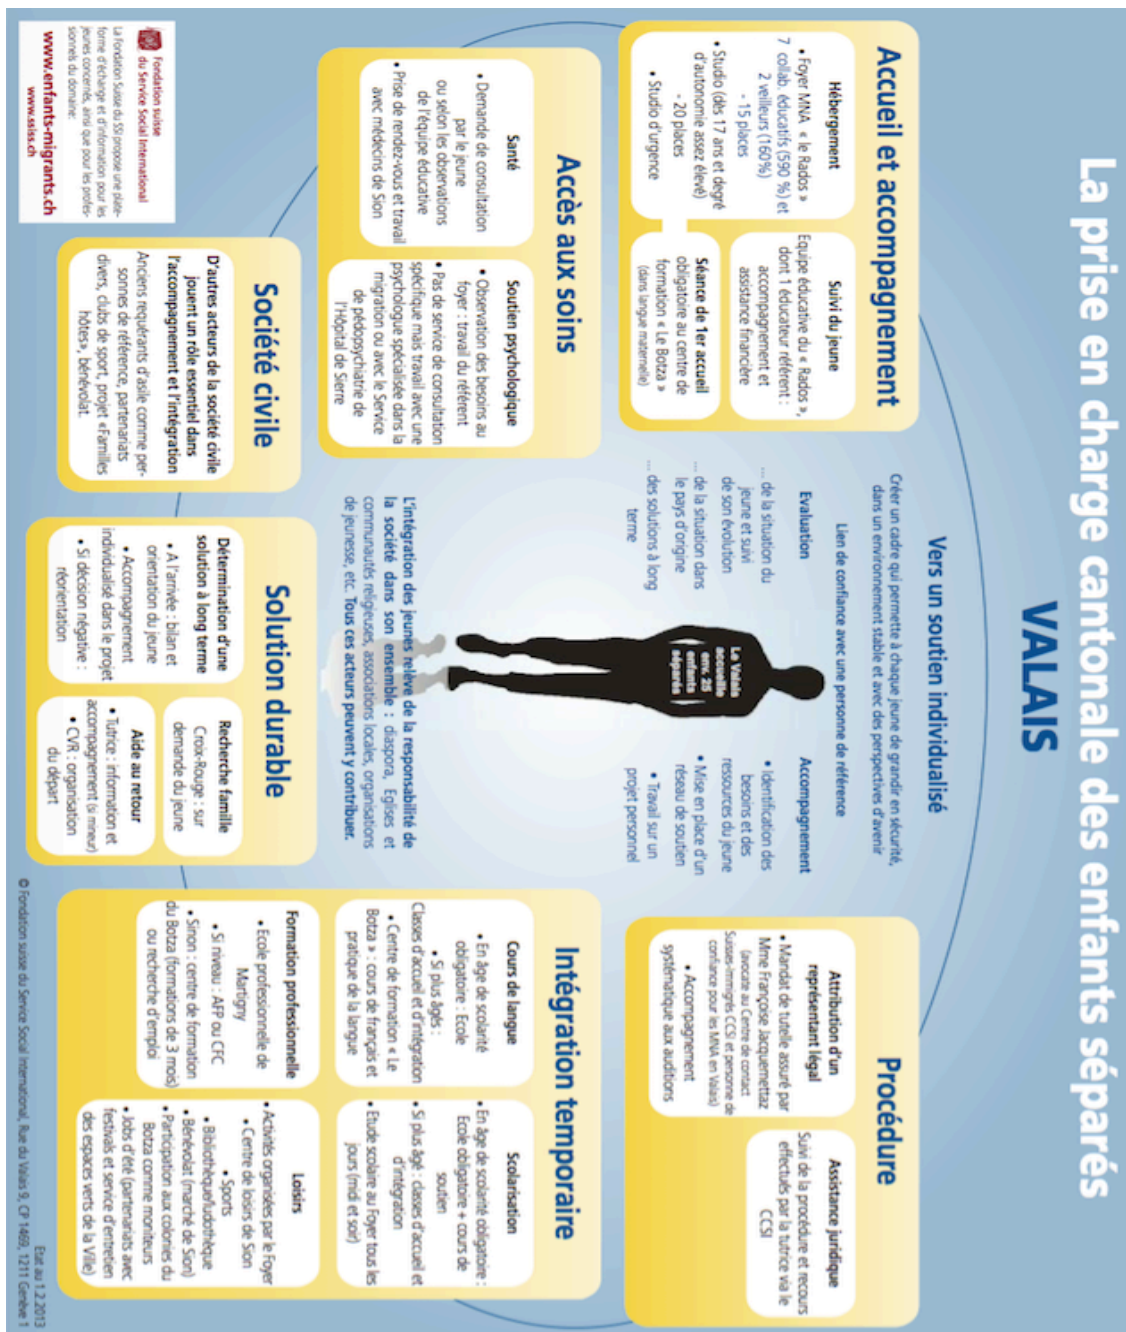 La prise en charge cantonale des enfants séparés
VALAIS
Accueil et accompagnement
Hébergement
• Foyer MNA « le Rados »
7 collab. éducatifs (590 %) et
2 veilleurs (160%)
- 15 places
• Studio (dès 17 ans et degré
d'autonomie assez élevé)
- 20 places
• Studio d'urgence
Suivi du jeune
Equipe éducative du « Rados »,
dont 1 éducateur référent :
accompagnement et
assistance financière
Séance de 1er accueil
obligatoire au centre de
formation « Le Botza »
(dans langue maternelle)
Vers un soutien individualisé
Créer un cadre qui permette à chaque jeune de grandir en sécurité,
dans un environnement stable et avec des perspectives d'avenir
Lien de confiance avec une personne de référence
Evaluation
... de la situation du
jeune et suivi
de son évolution
... de la situation dans
le pays d'origine
... des solutions à long
terme
Le Valais
accueille
env. 25
enfants
séparés
Accompagnement
• Identification des
besoins et des
ressources du jeune
• Mise en place d'un
réseau de soutien
• Travail sur un
projet personnel
Procédure
Attribution d'un
représentant légal
• Mandat de tutelle assuré par
Mme Françoise Jacquemettaz
(avocate au Centre de contact
Suisses-immigrés CCSI et personne de
confiance pour les MNA en Valais)
• Accompagnement
systématique aux auditions
Assistance juridique
Suivi de la procédure et recours
effectués par la tutrice via le
CCSI
Accès aux soins
Santé
• Demande de consultation
par le jeune
ou selon les observations
de l'équipe éducative
• Prise de rendez-vous et travail
avec médecins de Sion
Soutien psychologique
• Observation des besoins au
foyer : travail du référent
• Pas de service de consultation
spécifique mais travail avec une
psychologue spécialisée dans la
migration ou avec le Service
de pédopsychiatrie de
l'Hôpital de Sierre
L'intégration des jeunes relève de la responsabilité de
la société dans son ensemble : diaspora, Eglises et
communautés religieuses, associations locales, organisations
de jeunesse, etc. Tous ces acteurs peuvent y contribuer.
Intégration temporaire
Cours de langue
• En âge de scolarité
obligatoire : Ecole
• Si plus âgés :
Classes d'accueil et d'intégration
• Centre de formation « Le
Botza » : cours de français et
pratique de la langue
Scolarisation
• En âge de scolarité obligatoire :
Ecole obligatoire + cours de
soutien
• Si plus âgé : classes d'accueil et
d'intégration
• Etude scolaire au Foyer tous les
jours (midi et soir)
Formation professionnelle
• Ecole professionnelle de
Martigny
• Si niveau : AFP ou CFC
• Sinon : centre de formation
du Botza (formations de 3 mois)
ou recherche d'emploi
Loisirs
• Activités organisées par le Foyer
• Centre de loisirs de Sion
• Sports
• Bibliothèque/ludothèque
• Bénévolat (marché de Sion)
• Participation aux colonies du
Botza comme moniteurs
• Jobs d'été (partenariats avec
festivals et service d'entretien
des espaces verts de la Ville)
Société civile
D'autres acteurs de la société civile
jouent un rôle essentiel dans
l'accompagnement et l'intégration
Anciens requérants d'asile comme per-
sonnes de référence, partenariats
divers, clubs de sport, projet «Familles
hôtes», bénévolat
Solution durable
Détermination d'une
solution à long terme
• A l'arrivée : bilan et
orientation du jeune
• Accompagnement
individualisé dans le projet
• Si décision négative :
réorientation
Recherche famille
Croix-Rouge : sur
demande du jeune
Aide au retour
• Tutrice : information et
accompagnement (si mineur)
• CVR : organisation
du départ
Fondation suisse
du Service Social International
La Fondation Suisse du SSI propose une plate-
forme d'échange et d'information pour les
jeunes concernés, ainsi que pour les profes-
sionnels du domaine:
www.enfants-migrants.ch
www.ssiss.ch
Etat au 1.2.2013
© Fondation suisse du Service Social International, Rue du Valais 9, CP 1469, 1211 Genève 1